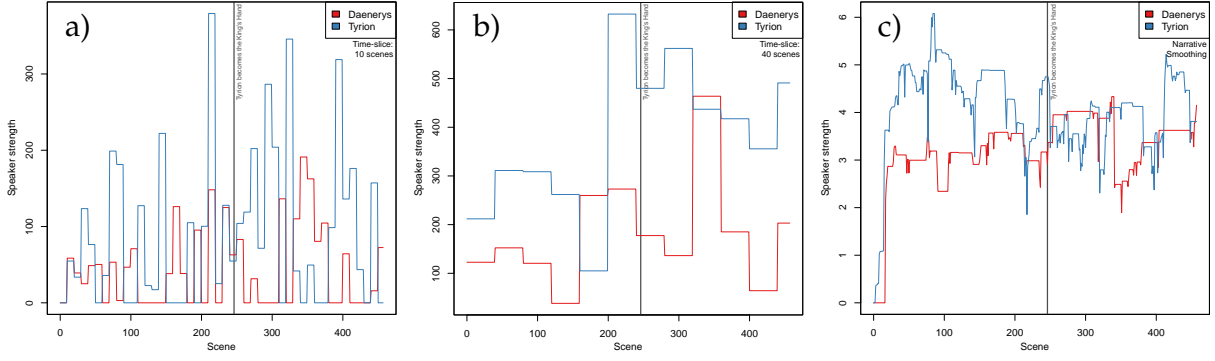 a)
Daenerys
Tyrion
Time-slice:
10 scenes
Tyrion becomes the King's Hand
Speaker strength
0
100
200
300
0
100
200
300
400
Scene
b)
Daenerys
Tyrion
Time-slice:
40 scenes
Tyrion becomes the King's Hand
Speaker strength
100
200
300
400
500
600
0
120
200
320
400
Scene
c)
Daenerys
Tyrion
Narrative
Smoothing
Tyrion becomes the King's Hand
Speaker strength
0
1
2
3
4
5
6
0
100
200
300
400
Scene